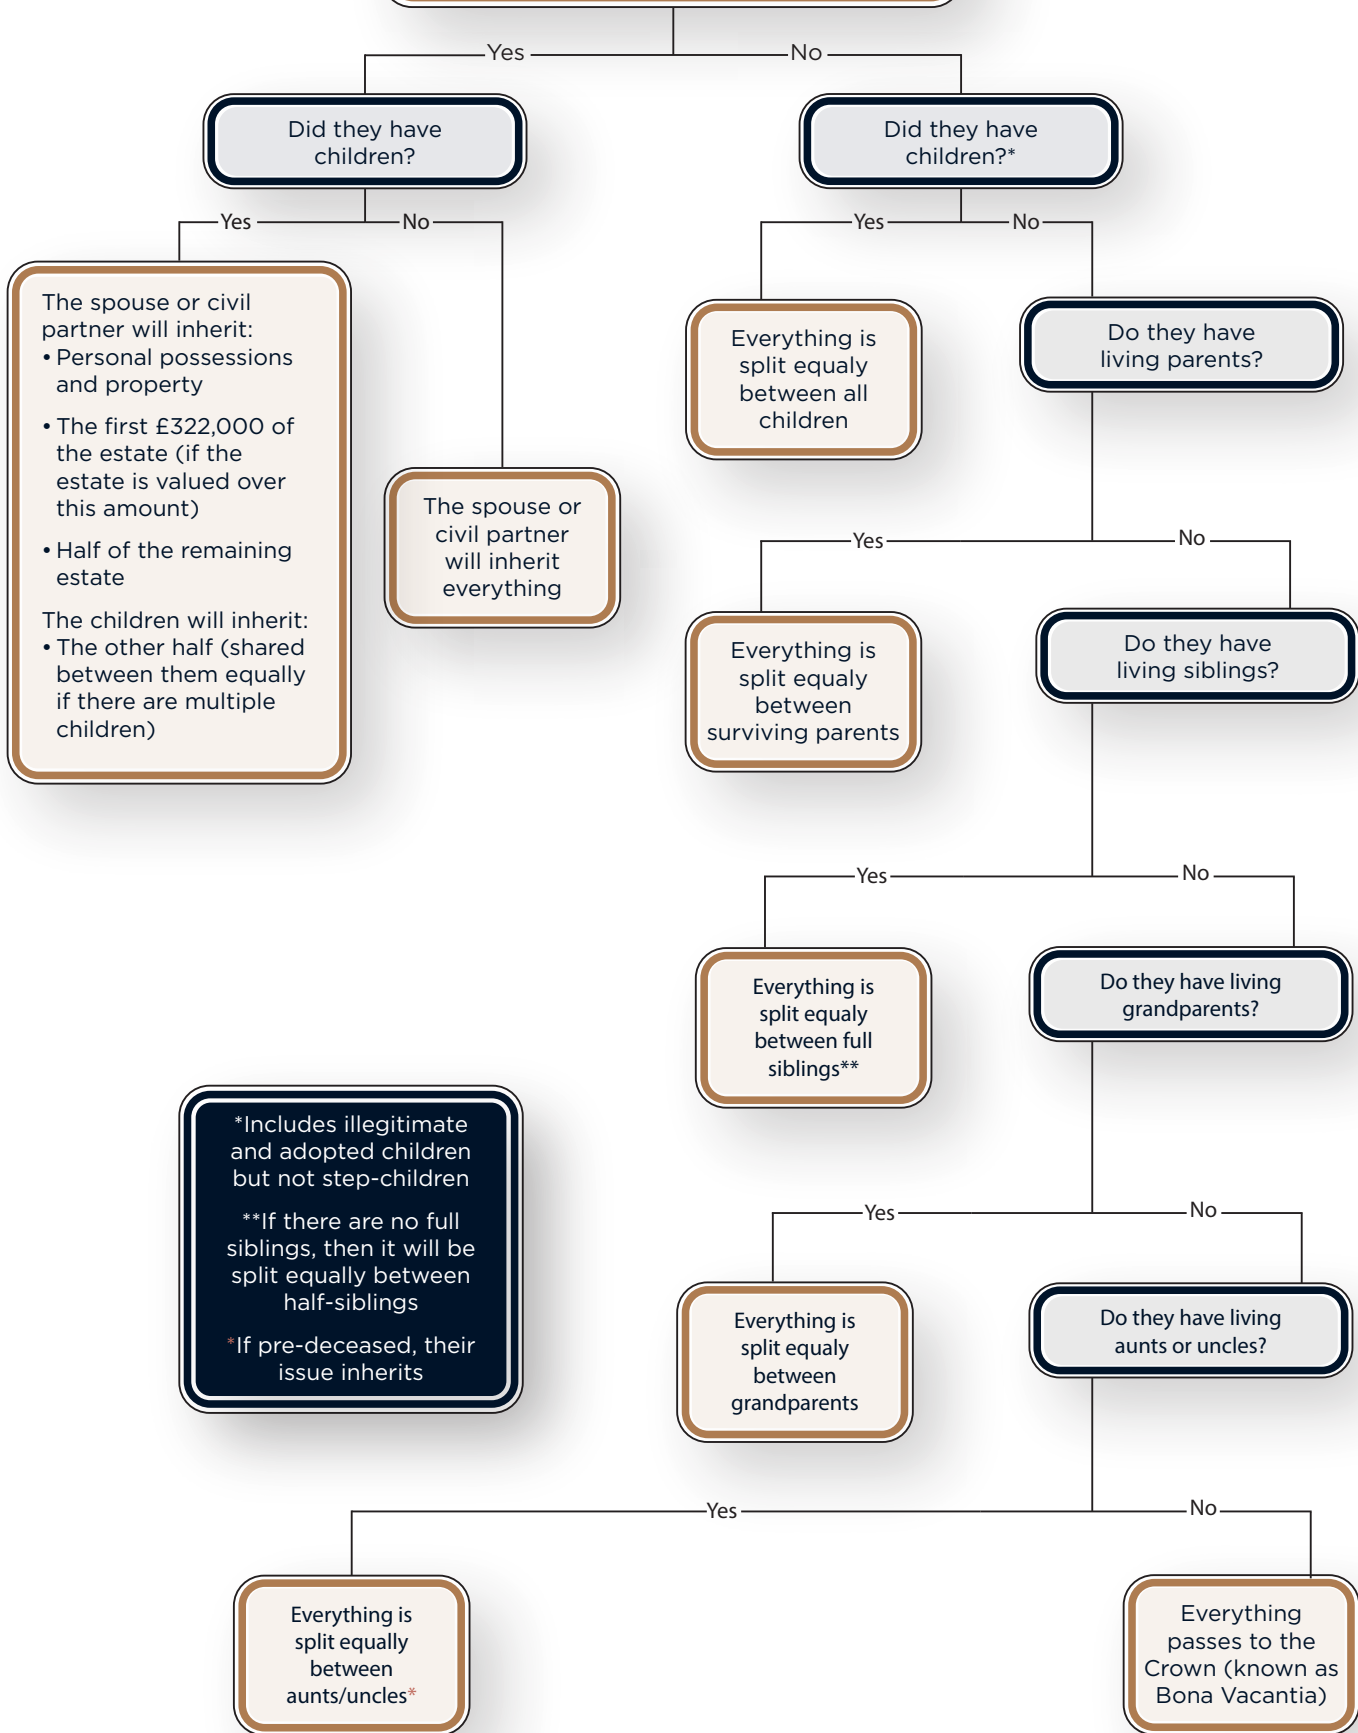 Yes
No
Did they have
children?
Did they have
children?*
Yes
No
Yes
No
The spouse or civil
partner will inherit:
• Personal possessions
and property
• The first £322,000 of
the estate (if the
estate is valued over
this amount)
• Half of the remaining
estate
The children will inherit:
• The other half (shared
between them equally
if there are multiple
children)
The spouse or
civil partner
will inherit
everything
Everything is
split equaly
between all
children
Do they have
living parents?
Yes
No
Everything is
split equaly
between
surviving parents
Do they have
living siblings?
Yes
No
Everything is
split equaly
between full
siblings**
Do they have living
grandparents?
*Includes illegitimate
and adopted children
but not step-children
**If there are no full
siblings, then it will be
split equally between
half-siblings
*If pre-deceased, their
issue inherits
Yes
No
Everything is
split equaly
between
grandparents
Do they have living
aunts or uncles?
Yes
No
Everything is
split equally
between
aunts/uncles*
Everything
passes to the
Crown (known as
Bona Vacantia)